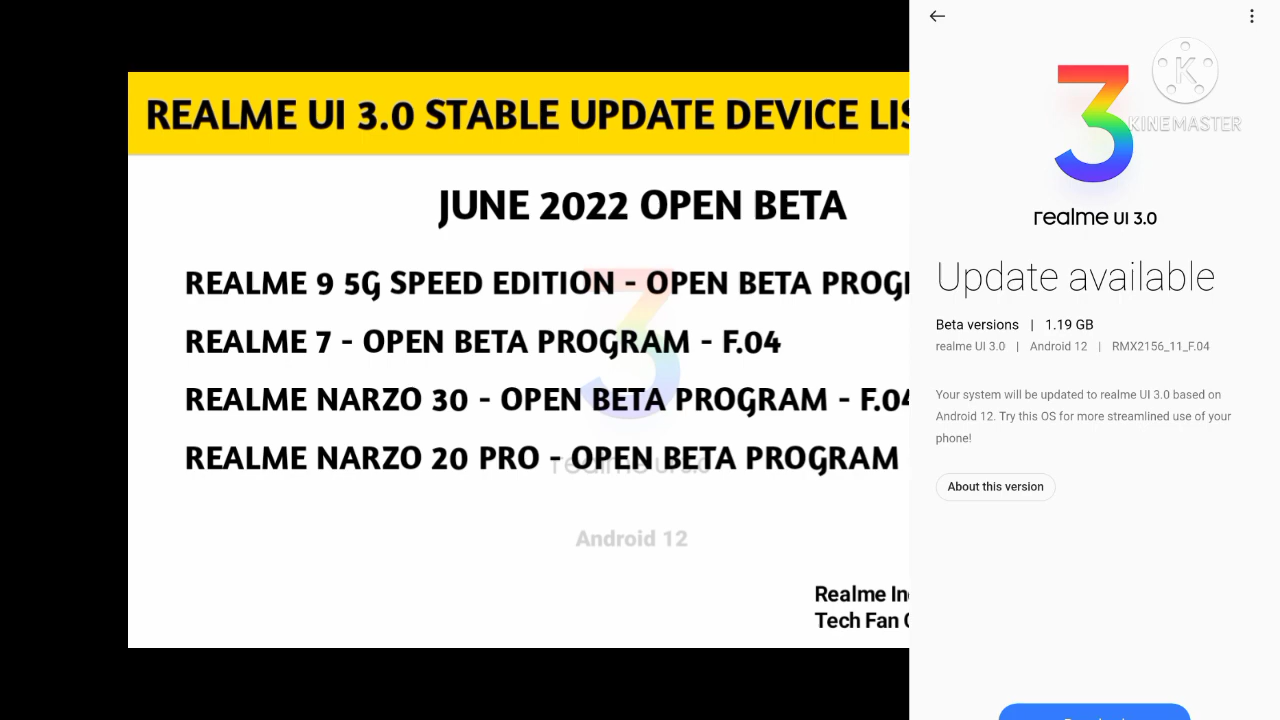 REALME UI 3.0 STABLE UPDATE DEVICE LIS
JUNE 2022 OPEN BETA
REALME 9 5G SPEED EDITION - OPEN BETA PROG
REALME 7 - OPEN BETA PROGRAM - F.04
REALME NARZO 30 - OPEN BETA PROGRAM - F.04
REALME NARZO 20 PRO - OPEN BETA PROGRAM
realme UI 3.0
Android 12
Realme In
Tech Fan
3
K
KINEMASTER
realme UI 3.0
Update available
Beta versions | 1.19 GB
realme UI 3.0 | Android 12 | RMX2156_11_F.04
Your system will be updated to realme UI 3.0 based on
Android 12. Try this OS for more streamlined use of your
phone!
About this version